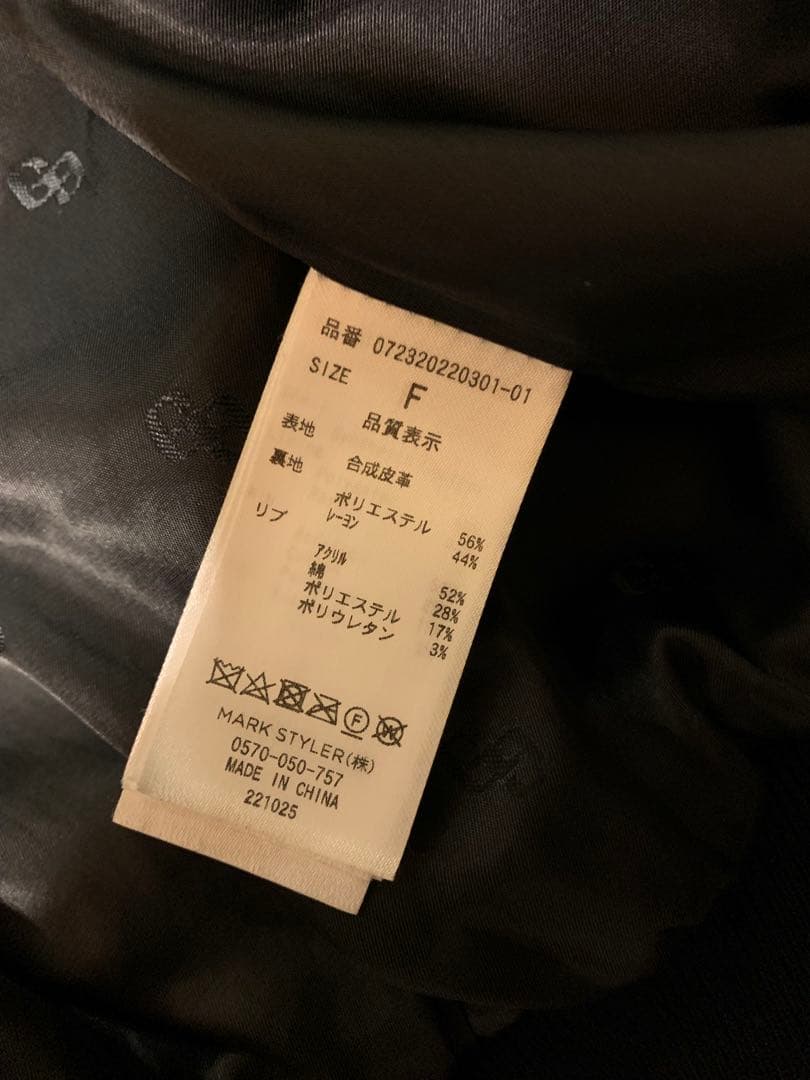 品番 072320220301-01
SIZE F
品質表示
表地 合成皮革
裏地 ポリエステル 56%
レーヨン 44%
リブ アクリル 52%
綿 28%
ポリエステル 17%
ポリウレタン 3%
F W
MARK STYLER(株)
0570-050-757
MADE IN CHINA
221025